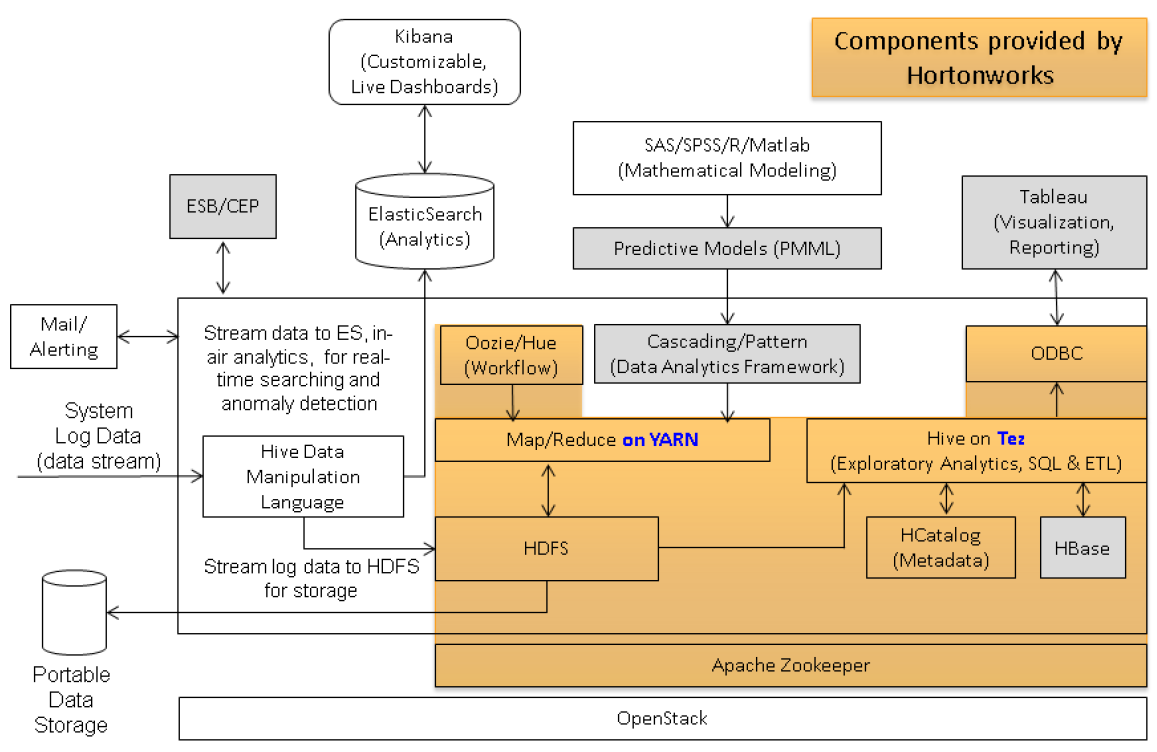 Kibana
(Customizable,
Live Dashboards)
Components provided by
Hortonworks
SAS/SPSS/R/Matlab
(Mathematical Modeling)
ESB/CEP
ElasticSearch
(Analytics)
Tableau
(Visualization,
Reporting)
Predictive Models (PMML)
Mail/
Alerting
Stream data to ES, in-
air analytics, for real-
time searching and
anomaly detection
Oozie/Hue
(Workflow)
Cascading/Pattern
(Data Analytics Framework)
ODBC
System
Log Data
(data stream)
Hive Data
Manipulation
Language
Map/Reduce on YARN
Hive on Tez
(Exploratory Analytics, SQL & ETL)
HDFS
HCatalog
(Metadata)
HBase
Stream log data to HDFS
for storage
Portable
Data
Storage
Apache Zookeeper
OpenStack